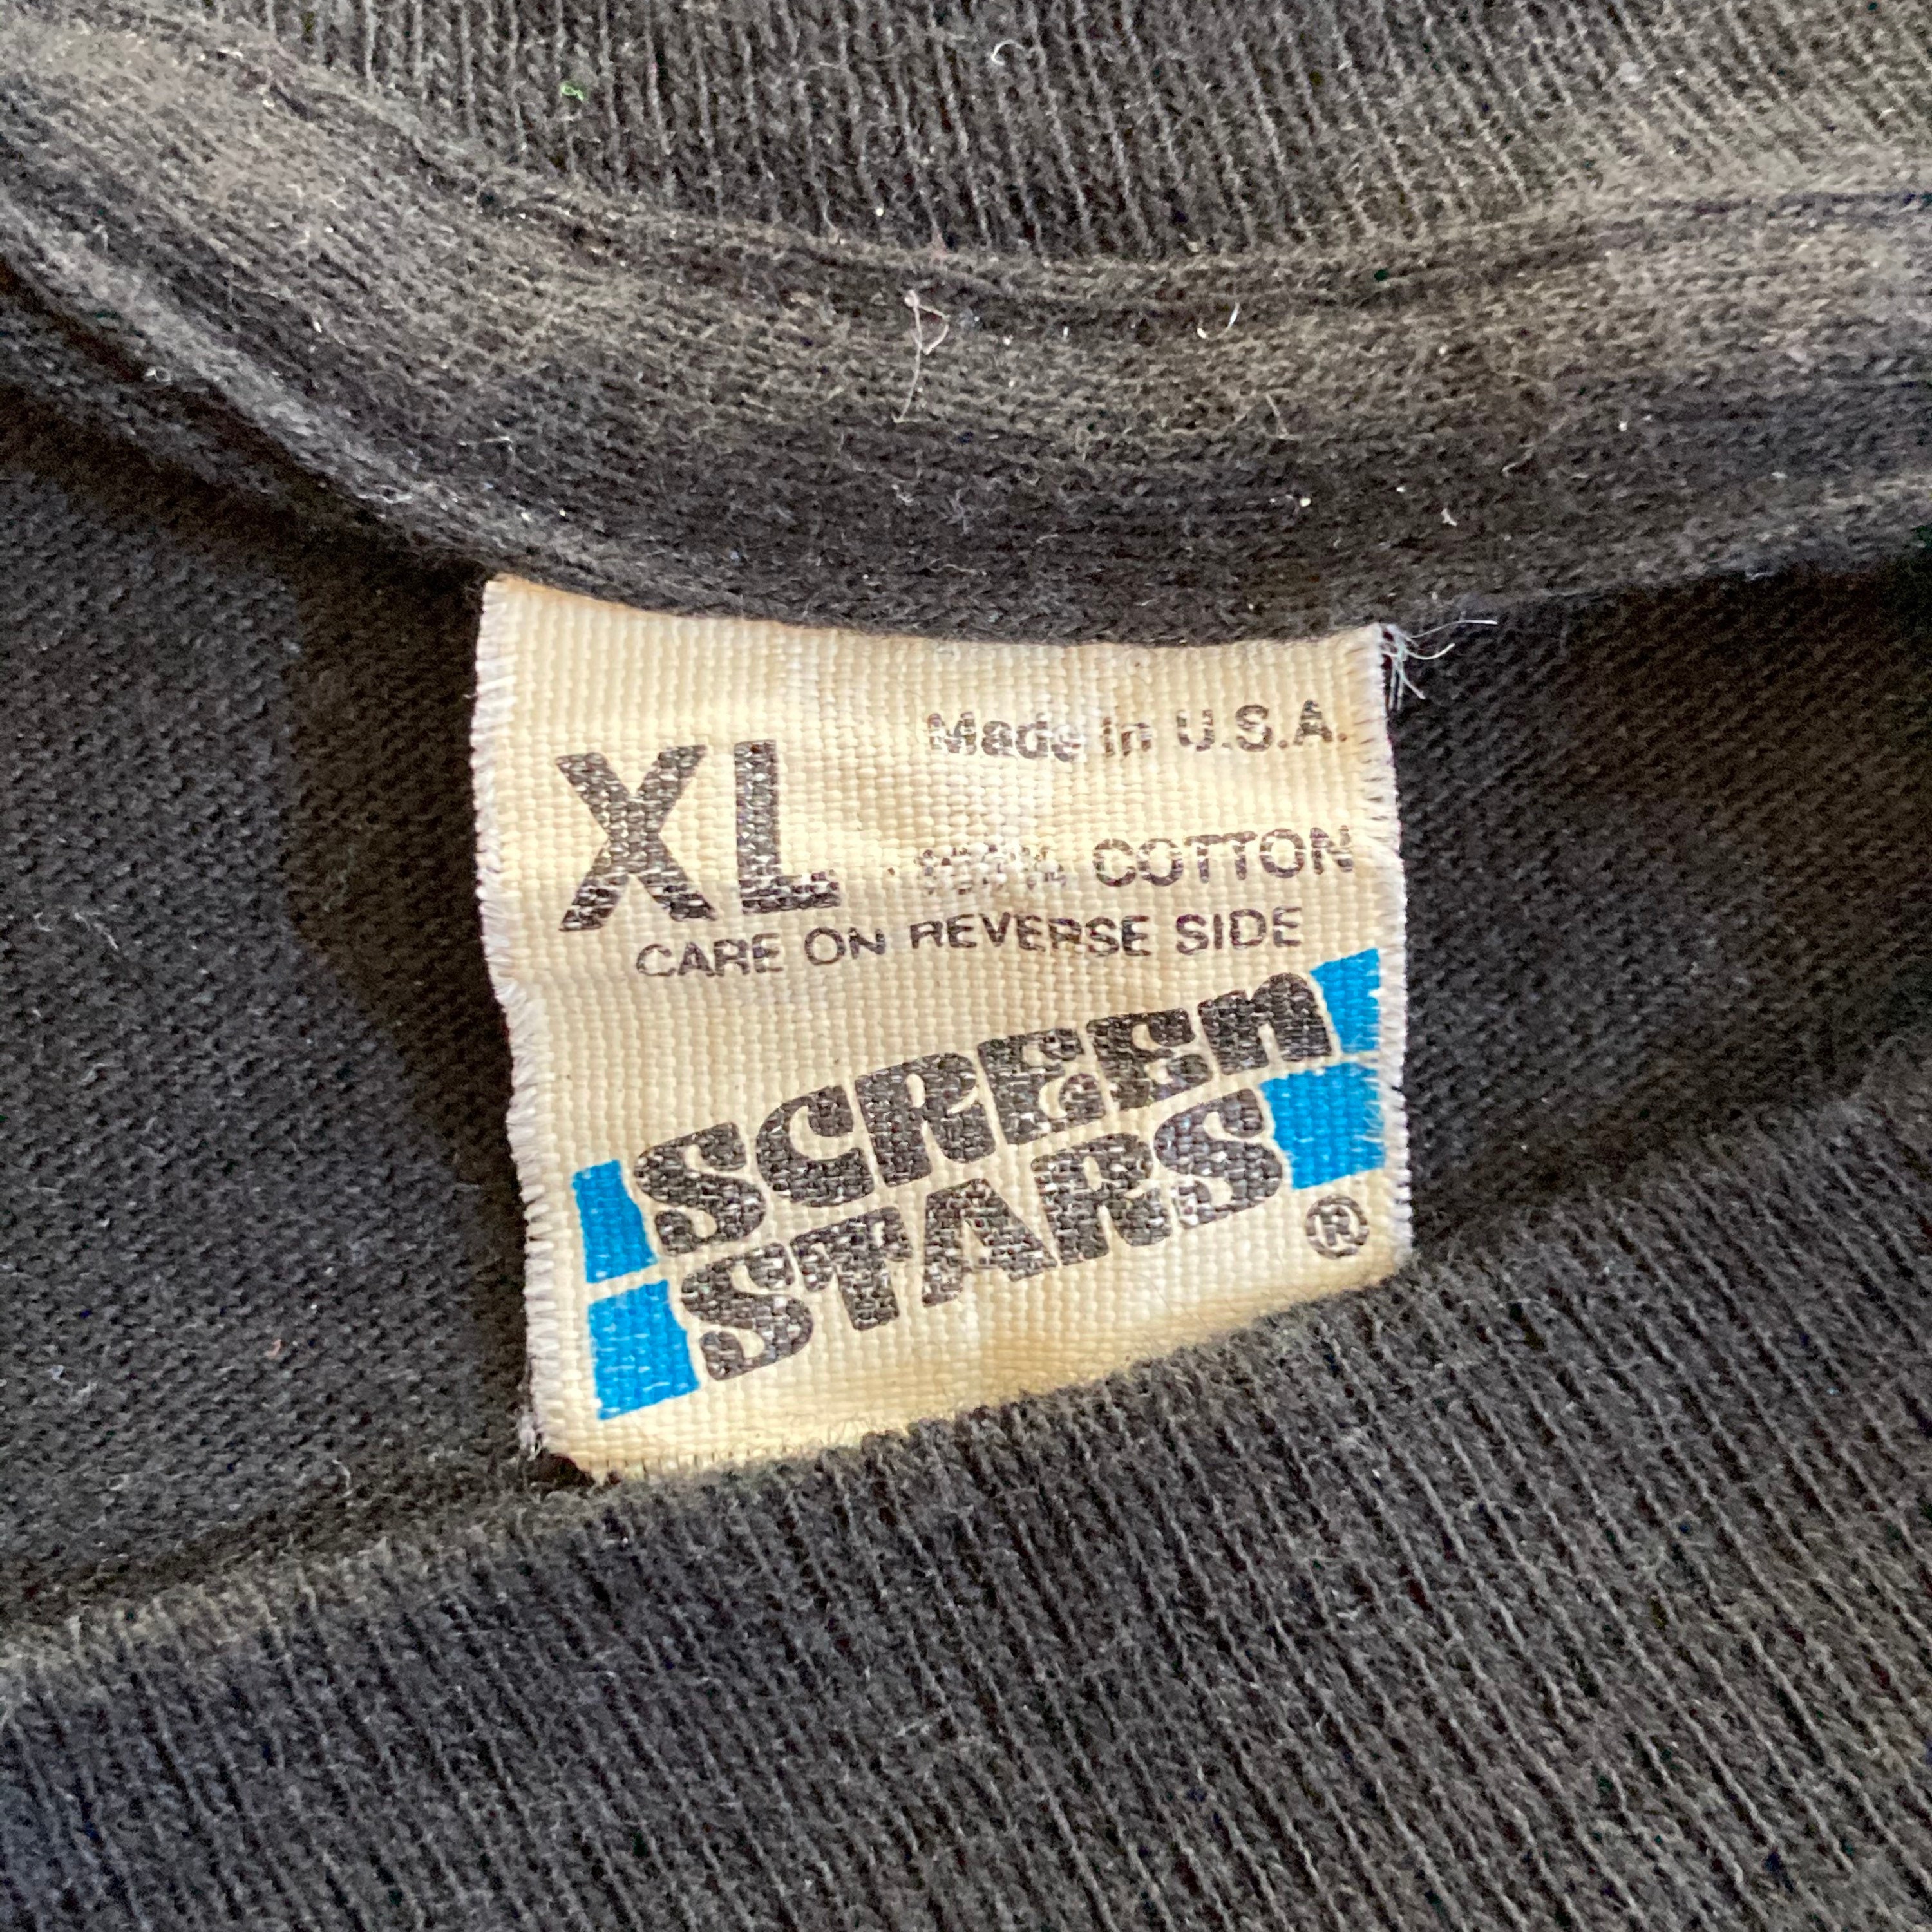 Made in U.S.A.
XL
COTTON
CARE ON REVERSE SIDE
SCREEN
STARS
®